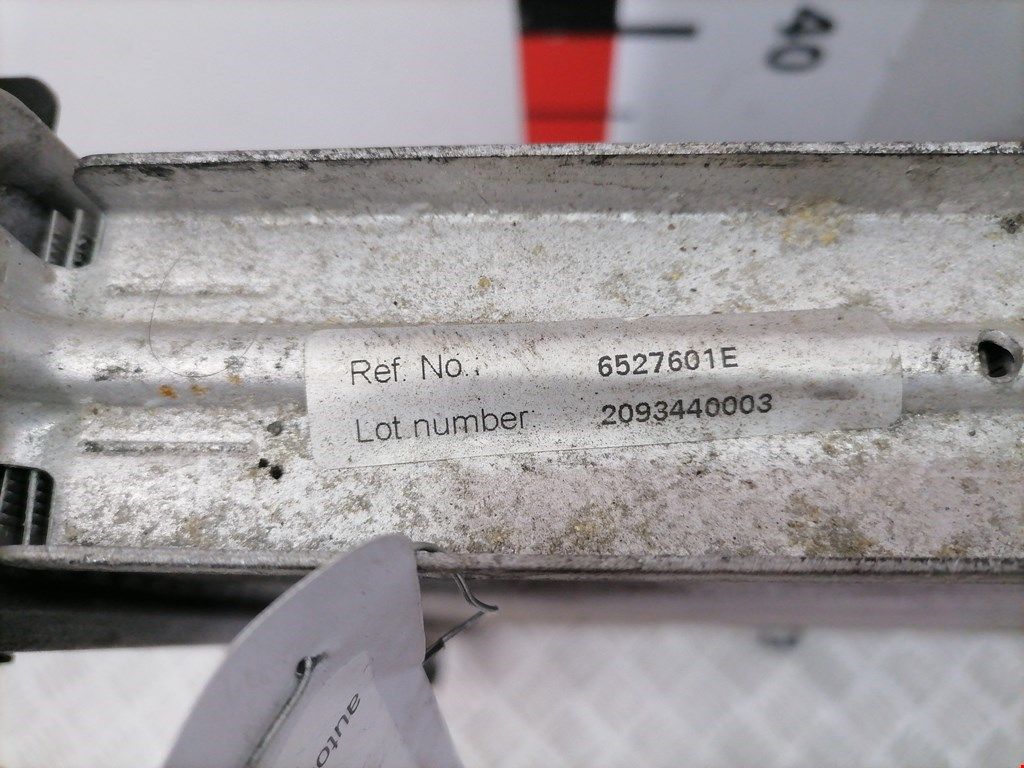 40
Ref. No.: 6527601E
Lot number: 2093440003
auto